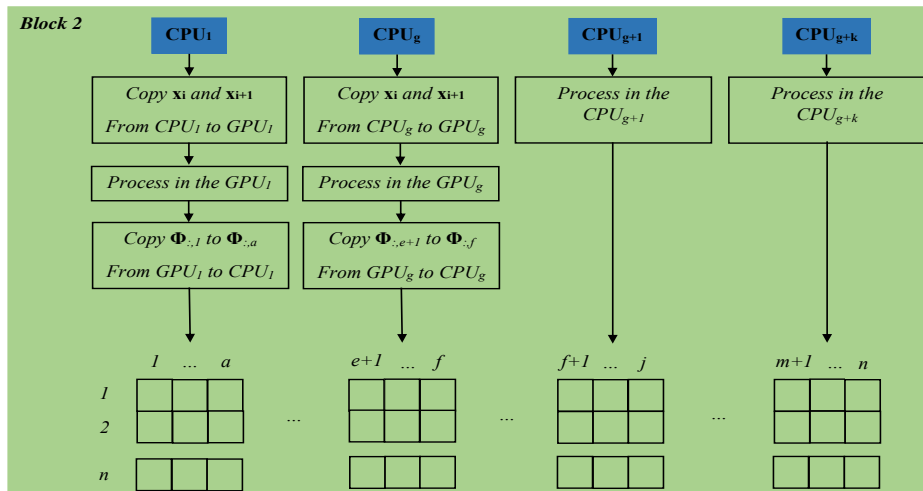 Block 2
CPU1 CPUg CPUg+1 CPUg+k
Copy xi and xi+1
From CPU1 to GPU1
Process in the GPU1
Copy Φ:,1 to Φ:,a
From GPU1 to CPU1
Copy xi and xi+1
From CPUg to GPUg
Process in the GPUg
Copy Φ:,e+1 to Φ:,f
From GPUg to CPUg
Process in the
CPUg+1
Process in the
CPUg+k
1 ... a e+1 ... f f+1 ... j m+1 ... n
1
2 ... ... ...
n